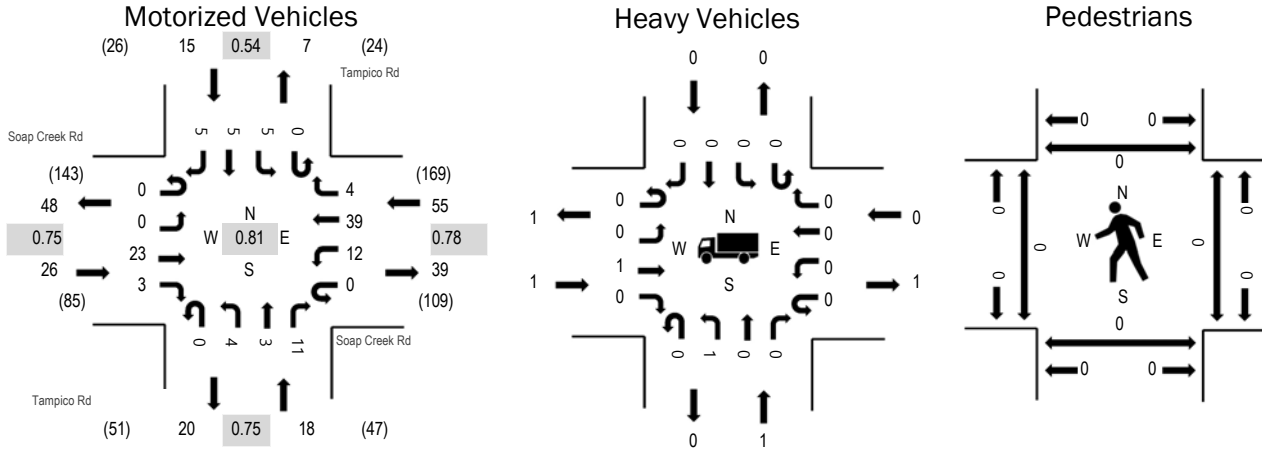 Motorized Vehicles
(26) 15 0.54 7 (24)
Tampico Rd
Soap Creek Rd
5 5 5 0
(143) 0 4 (169)
48 0 39 55
0.75 W N 0.81 E S 0.78
26 23 12 39
(85) 3 0 (109)
0 4 3 11
Soap Creek Rd
Tampico Rd
(51) 20 0.75 18 (47)
Heavy Vehicles
0 0
0 0 0 0
0 0
1 0 N 0 0
W E
1 1 S 0 1
0 0
0 1 0 0
0 1
Pedestrians
0 0
0
0 N 0
0 W E 0
0 S 0
0
0 0